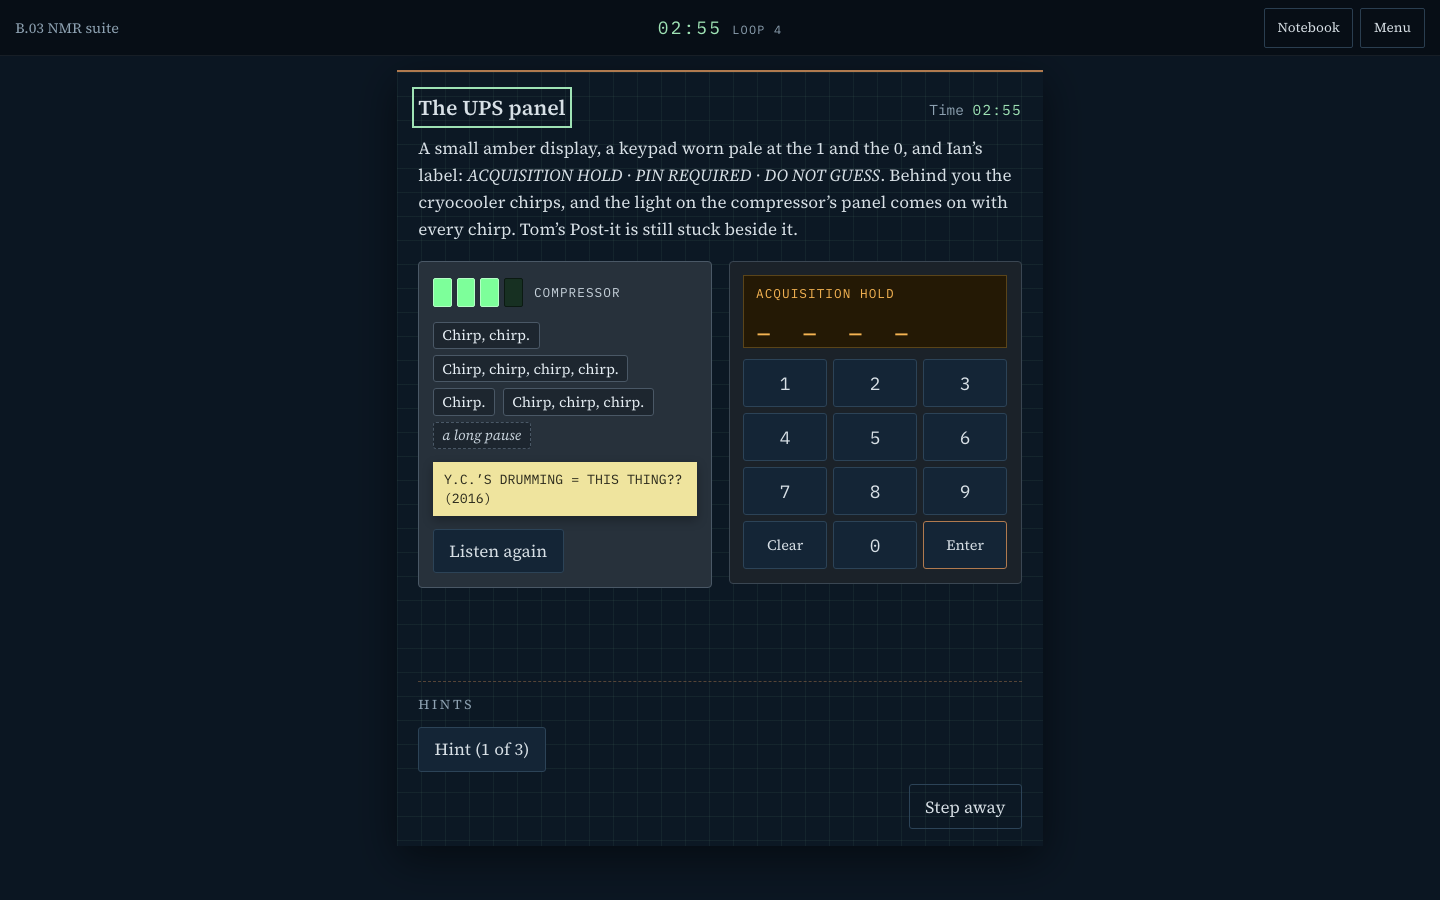 B.03 NMR suite
02:55 LOOP 4
Notebook
Menu
The UPS panel
Time 02:55
A small amber display, a keypad worn pale at the 1 and the 0, and Ian’s
label: ACQUISITION HOLD · PIN REQUIRED · DO NOT GUESS. Behind you the
cryocooler chirps, and the light on the compressor’s panel comes on with
every chirp. Tom’s Post-it is still stuck beside it.
COMPRESSOR
Chirp, chirp.
Chirp, chirp, chirp, chirp.
Chirp. Chirp, chirp, chirp.
a long pause
Y.C.’S DRUMMING = THIS THING??
(2016)
Listen again
ACQUISITION HOLD
_ _ _ _
1 2 3
4 5 6
7 8 9
Clear 0 Enter
HINTS
Hint (1 of 3)
Step away